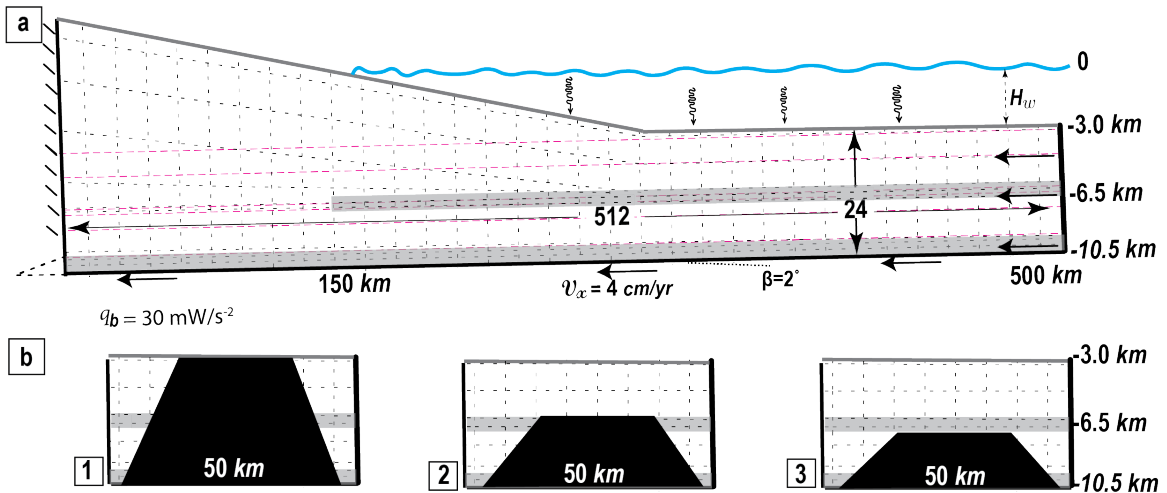 a
0
H_w
-3.0 km
-6.5 km
512
24
-10.5 km
150 km
v_x = 4 cm/yr
β=2°
500 km
q_b = 30 mW/s^-2
b
-3.0 km
-6.5 km
1
50 km
2
50 km
3
50 km
-10.5 km